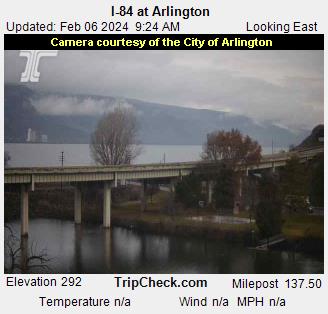 I-84 at Arlington
Updated: Feb 06 2024 9:24 AM Looking East
Camera courtesy of the City of Arlington
Elevation 292 TripCheck.com Milepost 137.50
Temperature n/a Wind n/a MPH n/a